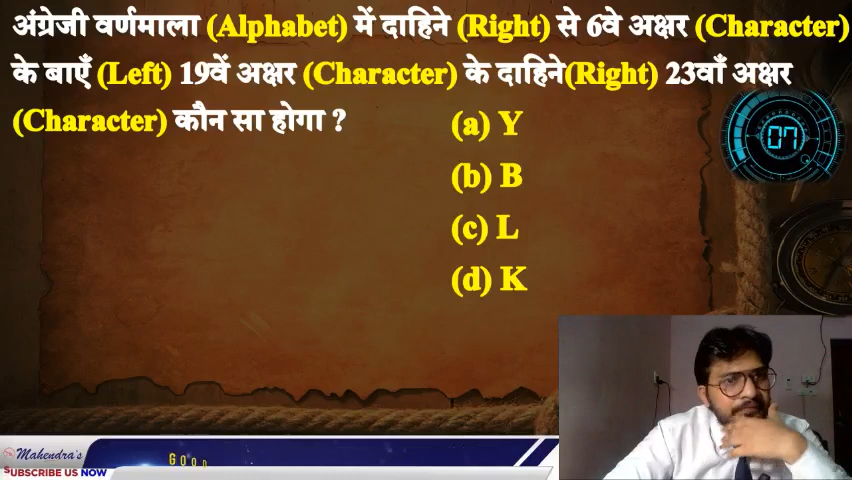 अंग्रेजी वर्णमाला (Alphabet) में दाहिने (Right) से 6वे अक्षर (Character)
के बाएँ (Left) 19वें अक्षर (Character) के दाहिने(Right) 23वाँ अक्षर
(Character) कौन सा होगा ?
(a) Y
(b) B
(c) L
(d) K
07
Mahendra's
SUBSCRIBE US NOW
GOOD